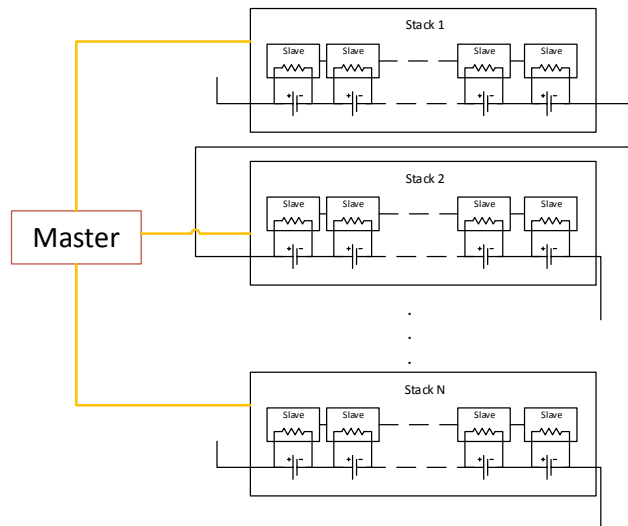 Stack 1
Slave Slave Slave Slave
+ - + - + - + -
Stack 2
Slave Slave Slave Slave
+ - + - + - + -
Master
.
.
.
Stack N
Slave Slave Slave Slave
+ - + - + - + -